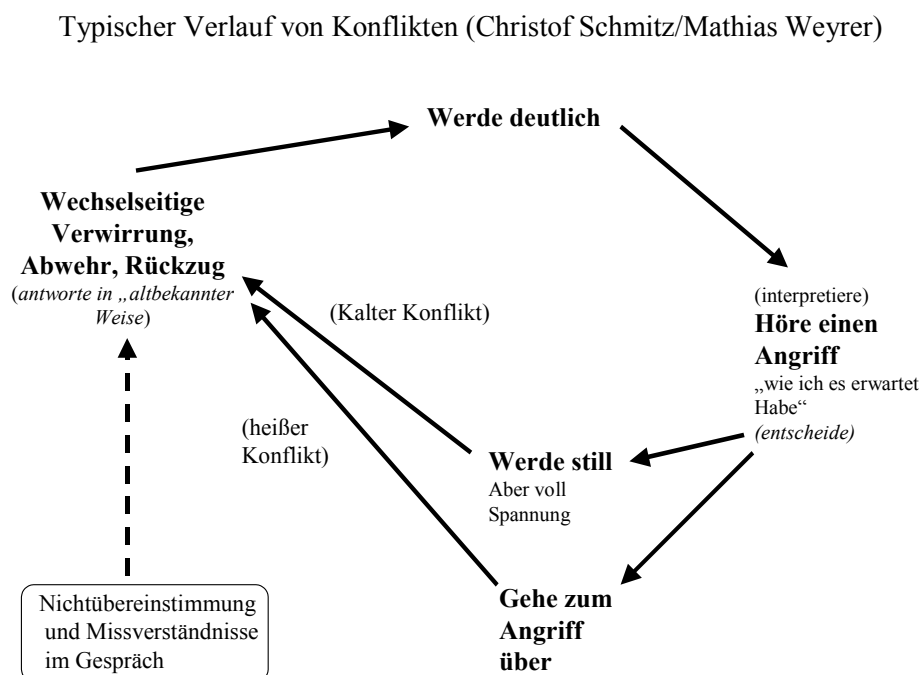 Typischer Verlauf von Konflikten (Christof Schmitz/Mathias Weyrer)
Werde deutlich
Wechselseitige
Verwirrung,
Abwehr, Rückzug
(antworte in „altbekannter
Weise)
(Kalter Konflikt)
(interpretiere)
Höre einen
Angriff
„wie ich es erwartet
Habe“
(entscheide)
(heißer
Konflikt)
Werde still
Aber voll
Spannung
Gehe zum
Angriff
über
Nichtübereinstimmung
und Missverständnisse
im Gespräch